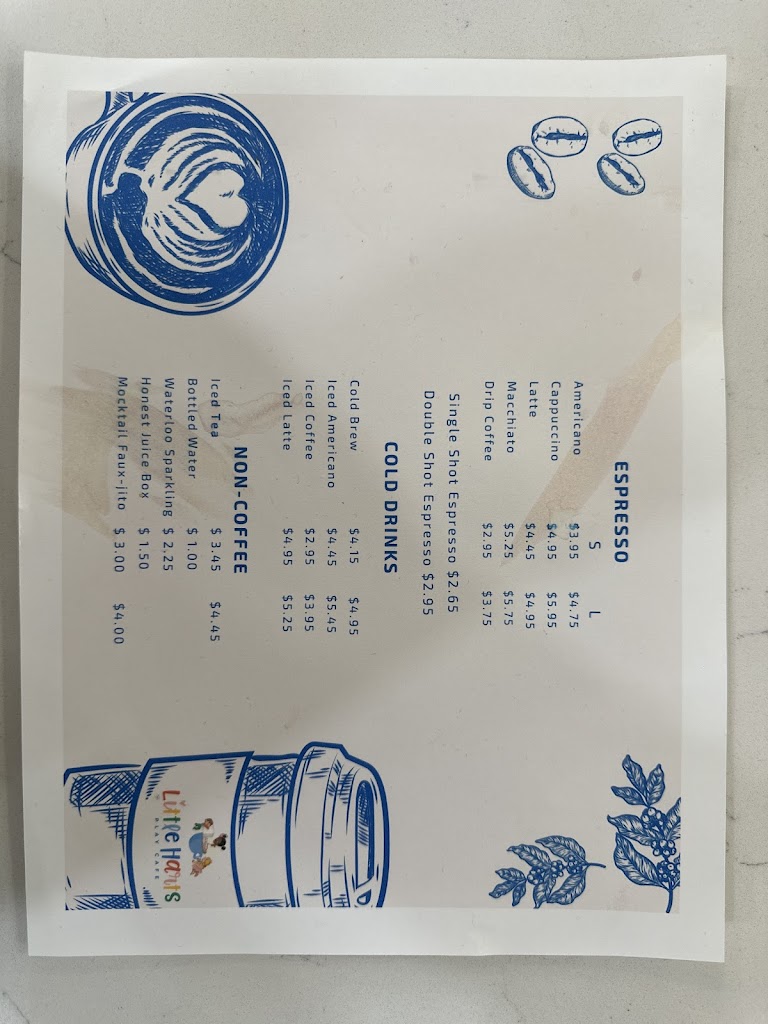 ESPRESSO
S L
Americano $3.95 $4.75
Cappuccino $4.95 $5.95
Latte $4.45 $4.95
Macchiato $5.25 $5.75
Drip Coffee $2.95 $3.75
Single Shot Espresso $2.65
Double Shot Espresso $2.95
COLD DRINKS
Cold Brew $4.15 $4.95
Iced Americano $4.45 $5.45
Iced Coffee $2.95 $3.95
Iced Latte $4.95 $5.25
NON-COFFEE
Iced Tea $ 3.45 $4.45
Bottled Water $ 1.00
Waterloo Sparkling $ 2.25
Honest Juice Box $ 1.50
Mocktail Faux-jito $ 3.00 $4.00
Little Hearts
PLAY CAFE